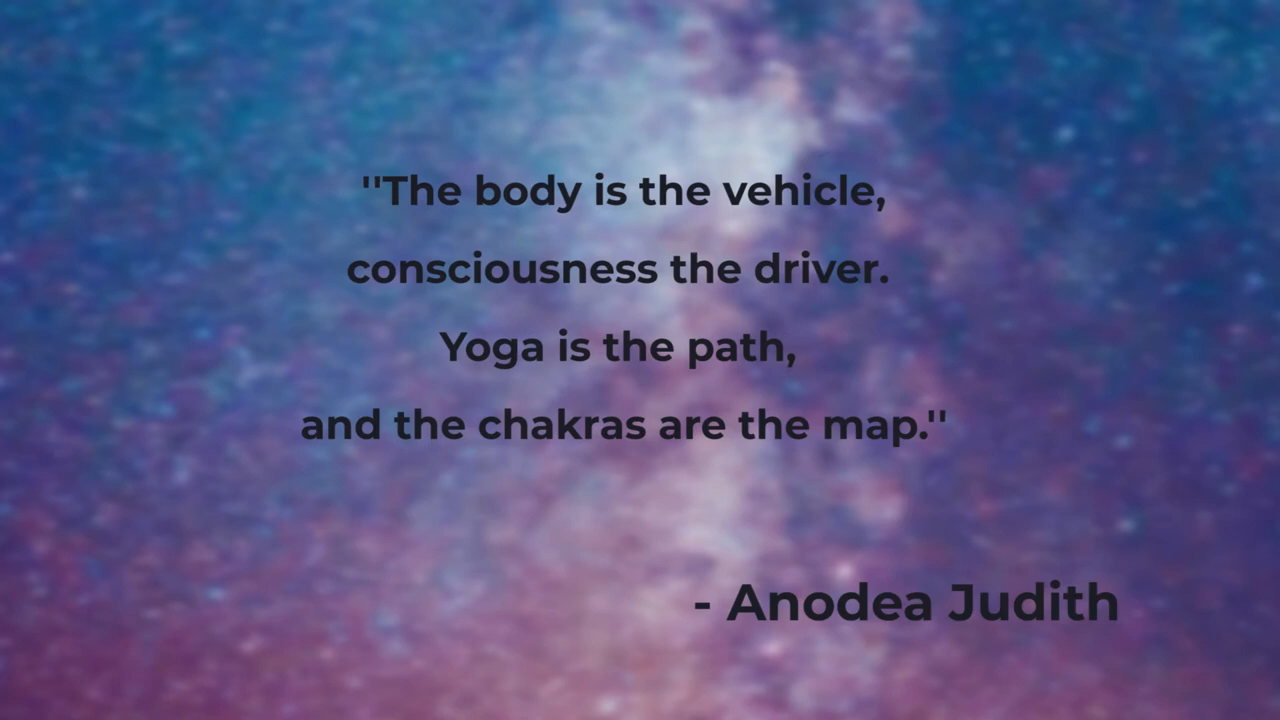 ''The body is the vehicle,
consciousness the driver.
Yoga is the path,
and the chakras are the map.''
- Anodea Judith